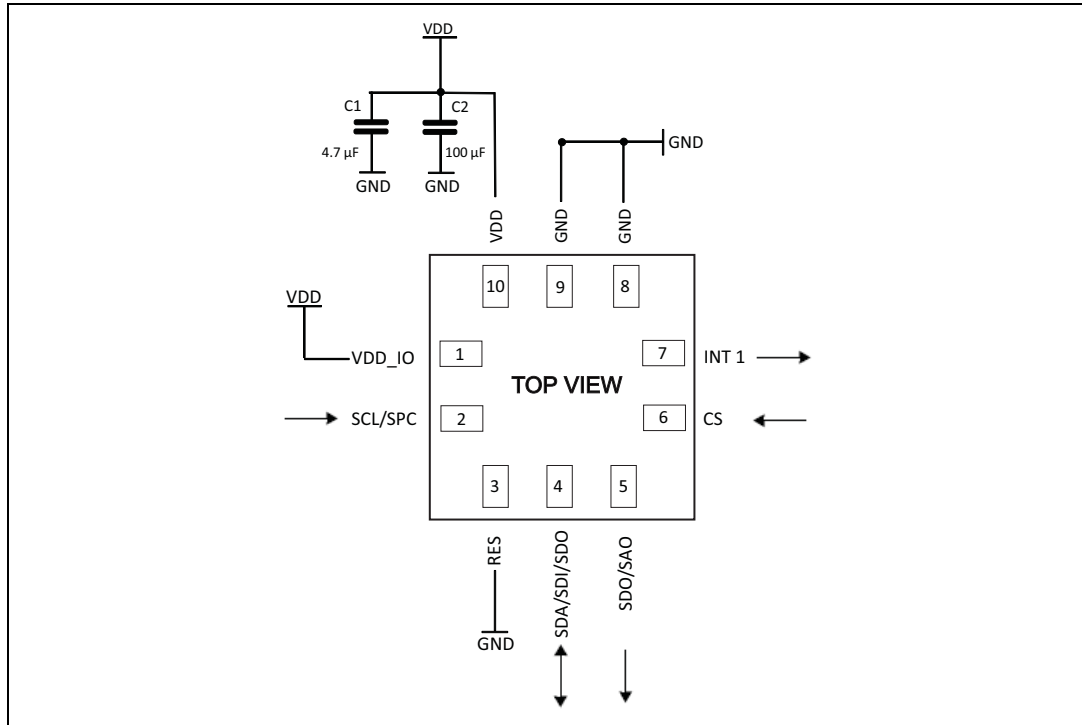 VDD
C1
C2
4.7 µF
100 µF
GND
GND
GND
VDD
GND
GND
10
9
8
VDD
VDD_IO
1
7
INT 1
TOP VIEW
SCL/SPC
2
6
CS
3
4
5
RES
SDA/SDI/SDO
SDO/SAO
GND